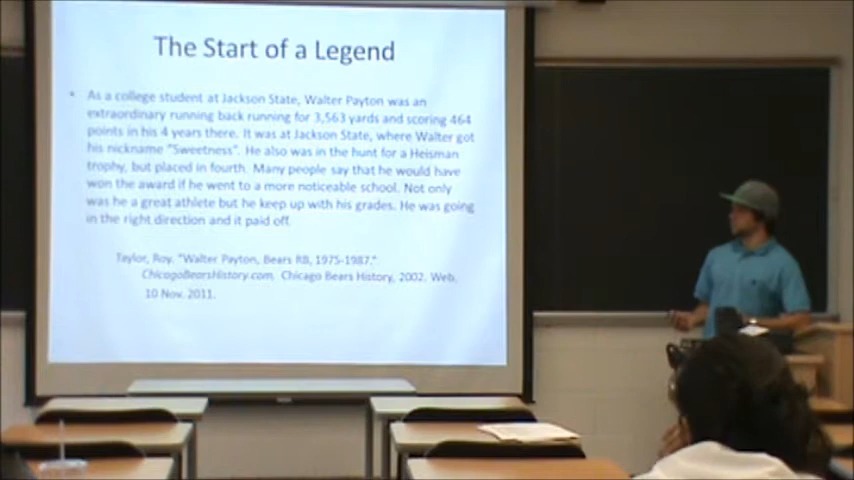 The Start of a Legend
• As a college student at Jackson State, Walter Payton was an
extraordinary running back running for 3,563 yards and scoring 464
points in his 4 years there. It was at Jackson State, where Walter got
his nickname "Sweetness". He also was in the hunt for a Heisman
trophy, but placed in fourth. Many people say that he would have
won the award if he went to a more noticeable school. Not only
was he a great athlete but he keep up with his grades. He was going
in the right direction and it paid off.
Taylor, Roy. "Walter Payton, Bears RB, 1975-1987."
ChicagoBearsHistory.com. Chicago Bears History, 2002. Web.
10 Nov. 2011.